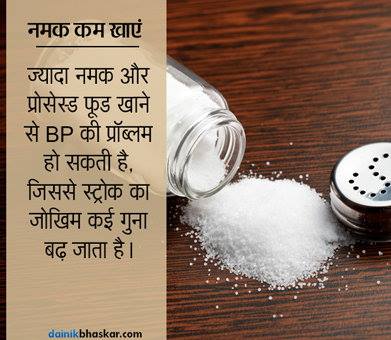 नमक कम खाएं
ज्यादा नमक और
प्रोसेस्ड फूड खाने
से BP की प्रॉब्लम
हो सकती है,
जिससे स्ट्रोक का
जोखिम कई गुना
बढ़ जाता है।
dainikbhaskar.com